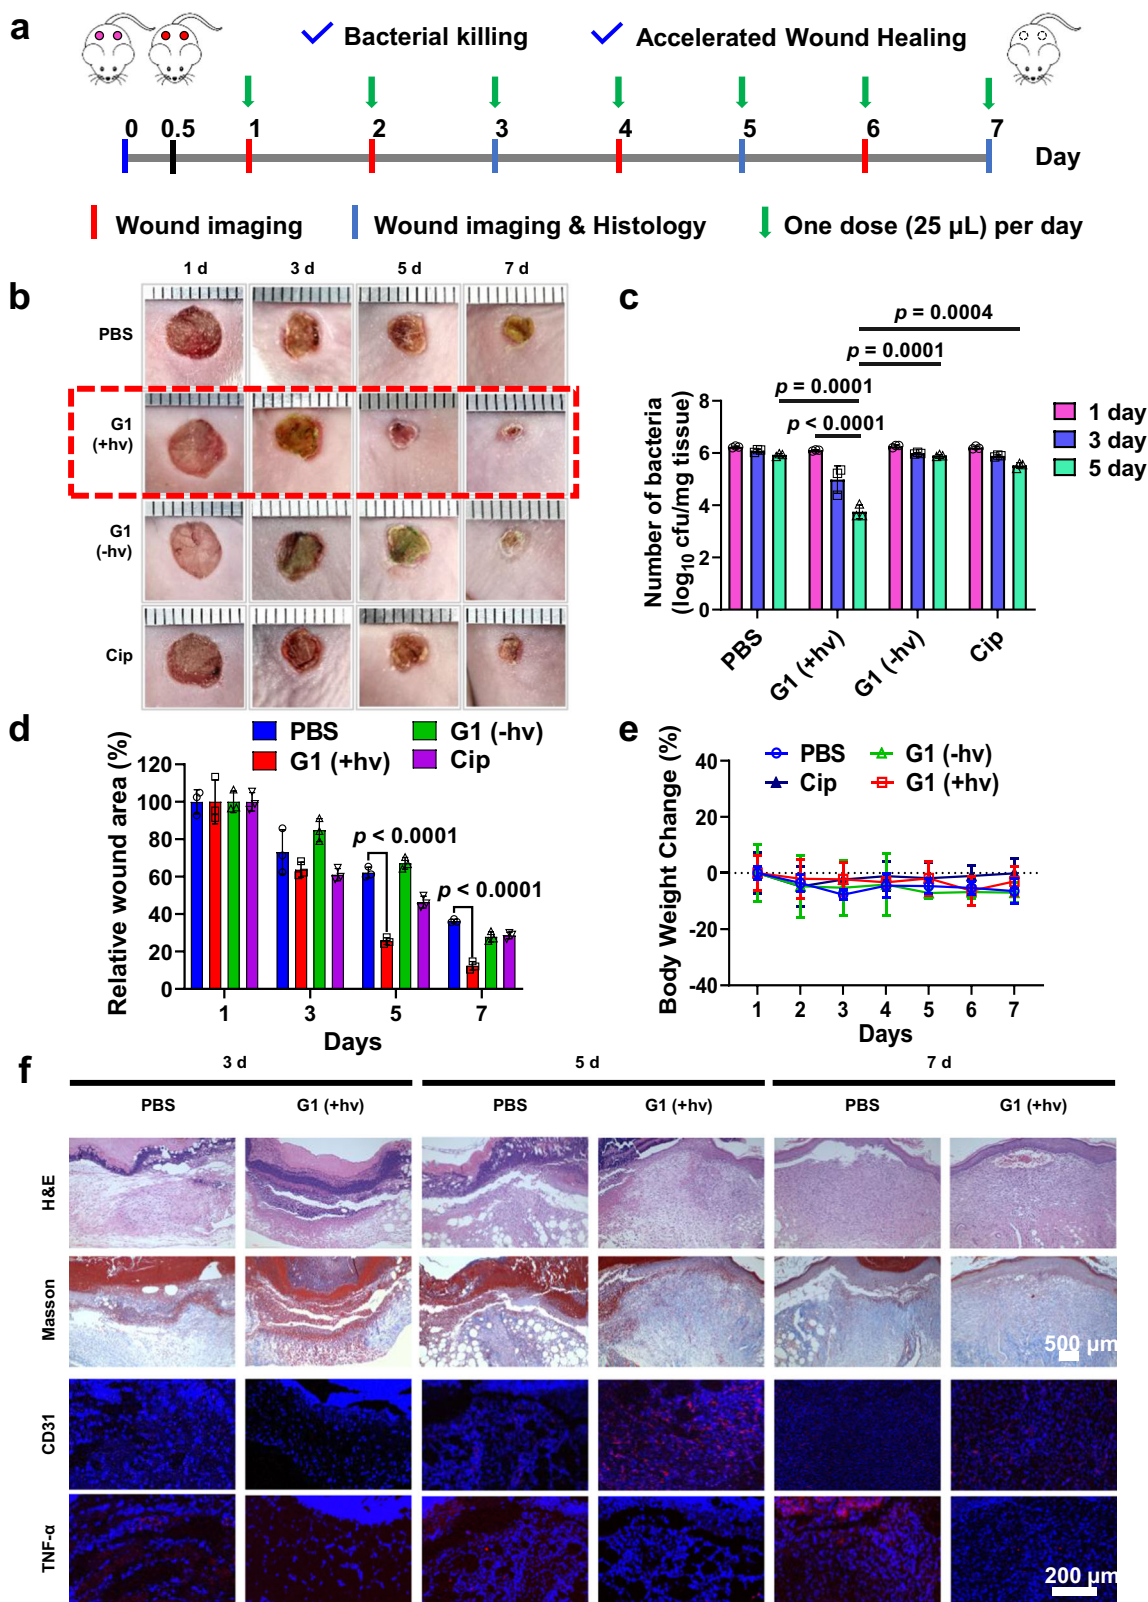 a
Bacterial killing
Accelerated Wound Healing
0 0.5 1 2 3 4 5 6 7
Day
Wound imaging
Wound imaging & Histology
One dose (25 µL) per day
b
1 d 3 d 5 d 7 d
PBS
G1
(+hv)
G1
(-hv)
Cip
c
p = 0.0004
p = 0.0001
p = 0.0001
p < 0.0001
Number of bacteria
(log10 cfu/mg tissue)
8
6
4
2
0
PBS
G1 (+hv)
G1 (-hv)
Cip
1 day
3 day
5 day
d
PBS
G1 (-hv)
G1 (+hv)
Cip
Relative wound area (%)
120
100
80
60
40
20
0
p < 0.0001
p < 0.0001
1 3 5 7
Days
e
PBS
G1 (-hv)
Cip
G1 (+hv)
Body Weight Change (%)
40
20
0
-20
-40
1 2 3 4 5 6 7
Days
f
3 d 5 d 7 d
PBS G1 (+hv) PBS G1 (+hv) PBS G1 (+hv)
H&E
Masson
500 µm
CD31
TNF-α
200 µm